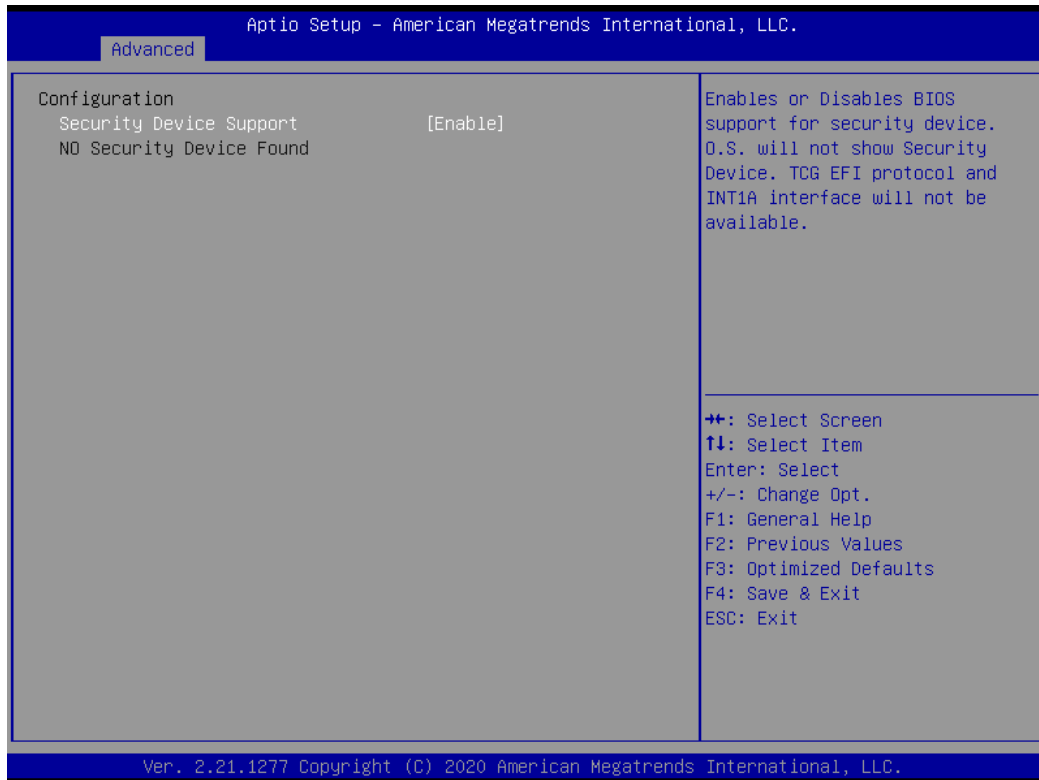 Aptio Setup – American Megatrends International, LLC.
Advanced
Configuration
Security Device Support [Enable]
NO Security Device Found
Enables or Disables BIOS
support for security device.
O.S. will not show Security
Device. TCG EFI protocol and
INT1A interface will not be
available.
→←: Select Screen
↑↓: Select Item
Enter: Select
+/-: Change Opt.
F1: General Help
F2: Previous Values
F3: Optimized Defaults
F4: Save & Exit
ESC: Exit
Ver. 2.21.1277 Copyright (C) 2020 American Megatrends International, LLC.